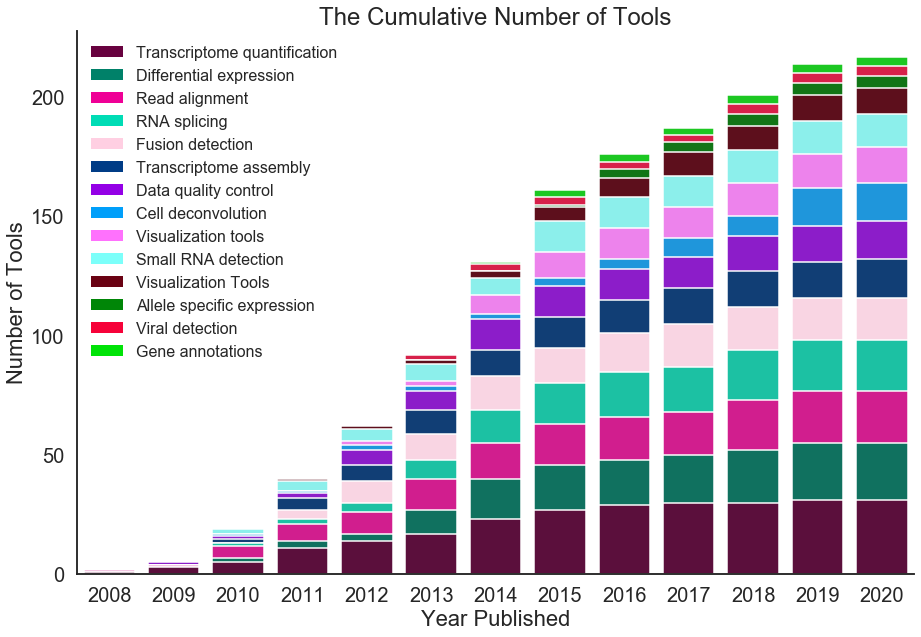 The Cumulative Number of Tools
Transcriptome quantification
Differential expression
Read alignment
RNA splicing
Fusion detection
Transcriptome assembly
Data quality control
Cell deconvolution
Visualization tools
Small RNA detection
Visualization Tools
Allele specific expression
Viral detection
Gene annotations
Number of Tools
200
150
100
50
0
2008 2009 2010 2011 2012 2013 2014 2015 2016 2017 2018 2019 2020
Year Published